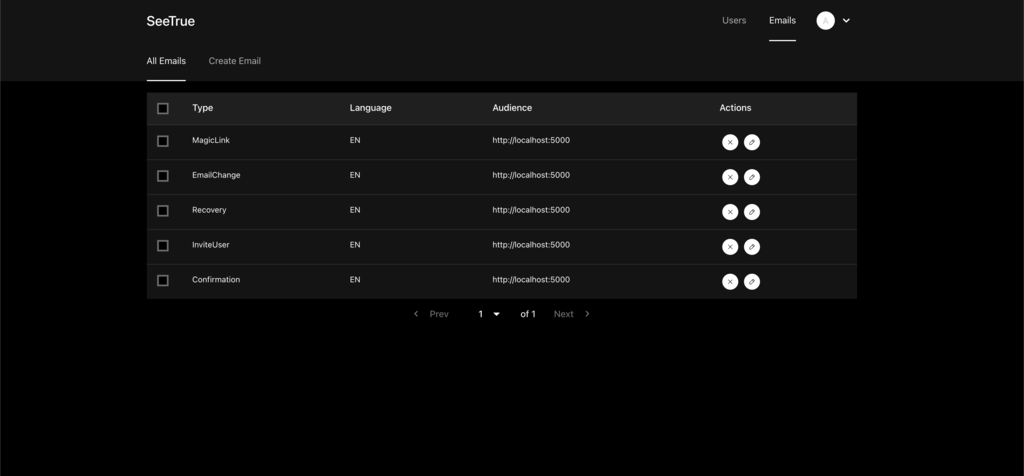 SeeTrue Users Emails A
All Emails Create Email
Type Language Audience Actions
MagicLink EN http://localhost:5000
EmailChange EN http://localhost:5000
Recovery EN http://localhost:5000
InviteUser EN http://localhost:5000
Confirmation EN http://localhost:5000
Prev 1 of 1 Next